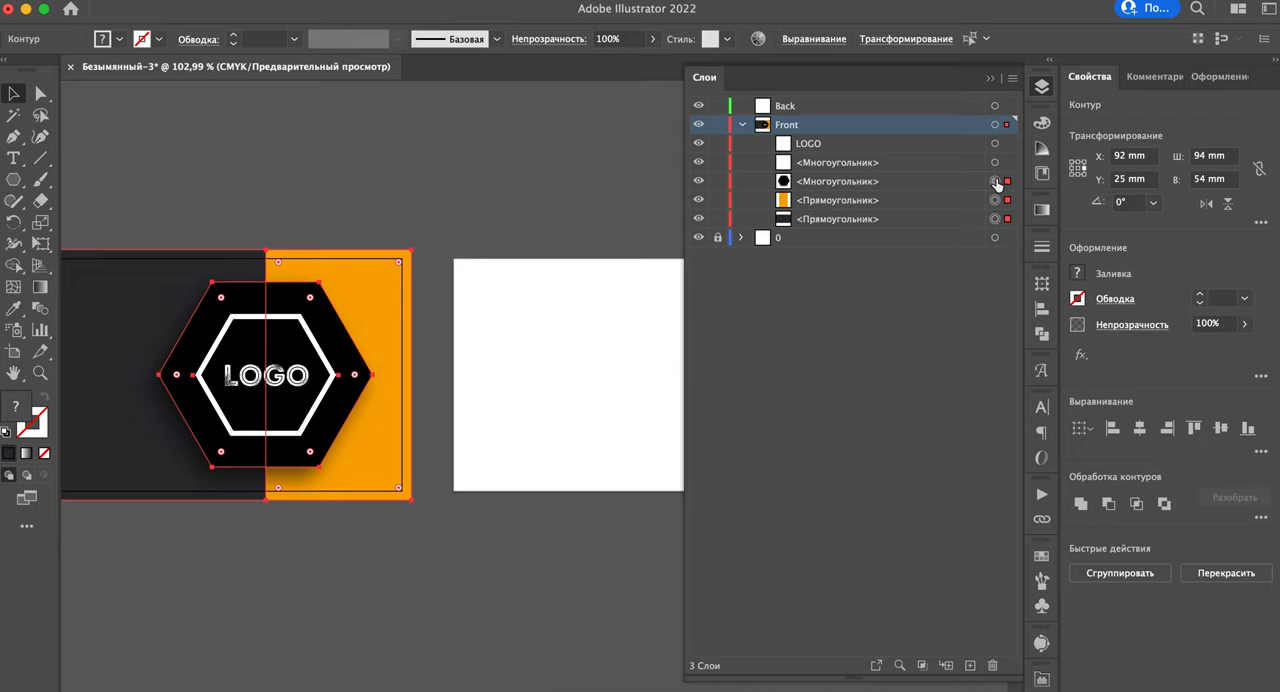 Adobe Illustrator 2022
По...
Контур
?
Обводка:
Базовая
Непрозрачность:
100%
Стиль:
Выравнивание
Трансформирование
× Безымянный-3* @ 102,99 % (CMYK/Предварительный просмотр)
Слои
Back
Front
LOGO
<Многоугольник>
<Многоугольник>
<Прямоугольник>
<Прямоугольник>
0
3 Слои
LOGO
?
Свойства
Комментари
Оформлени
Контур
Трансформирование
X: 92 mm
Ш: 94 mm
Y: 25 mm
В: 54 mm
0°
Оформление
? Заливка
Обводка
Непрозрачность
100%
fx.
Выравнивание
Обработка контуров
Разобрать
Быстрые действия
Сгруппировать
Перекрасить